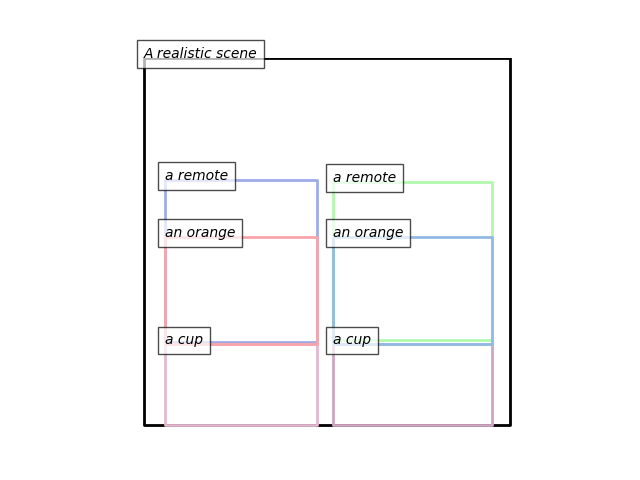 A realistic scene
a remote
a remote
an orange
an orange
a cup
a cup